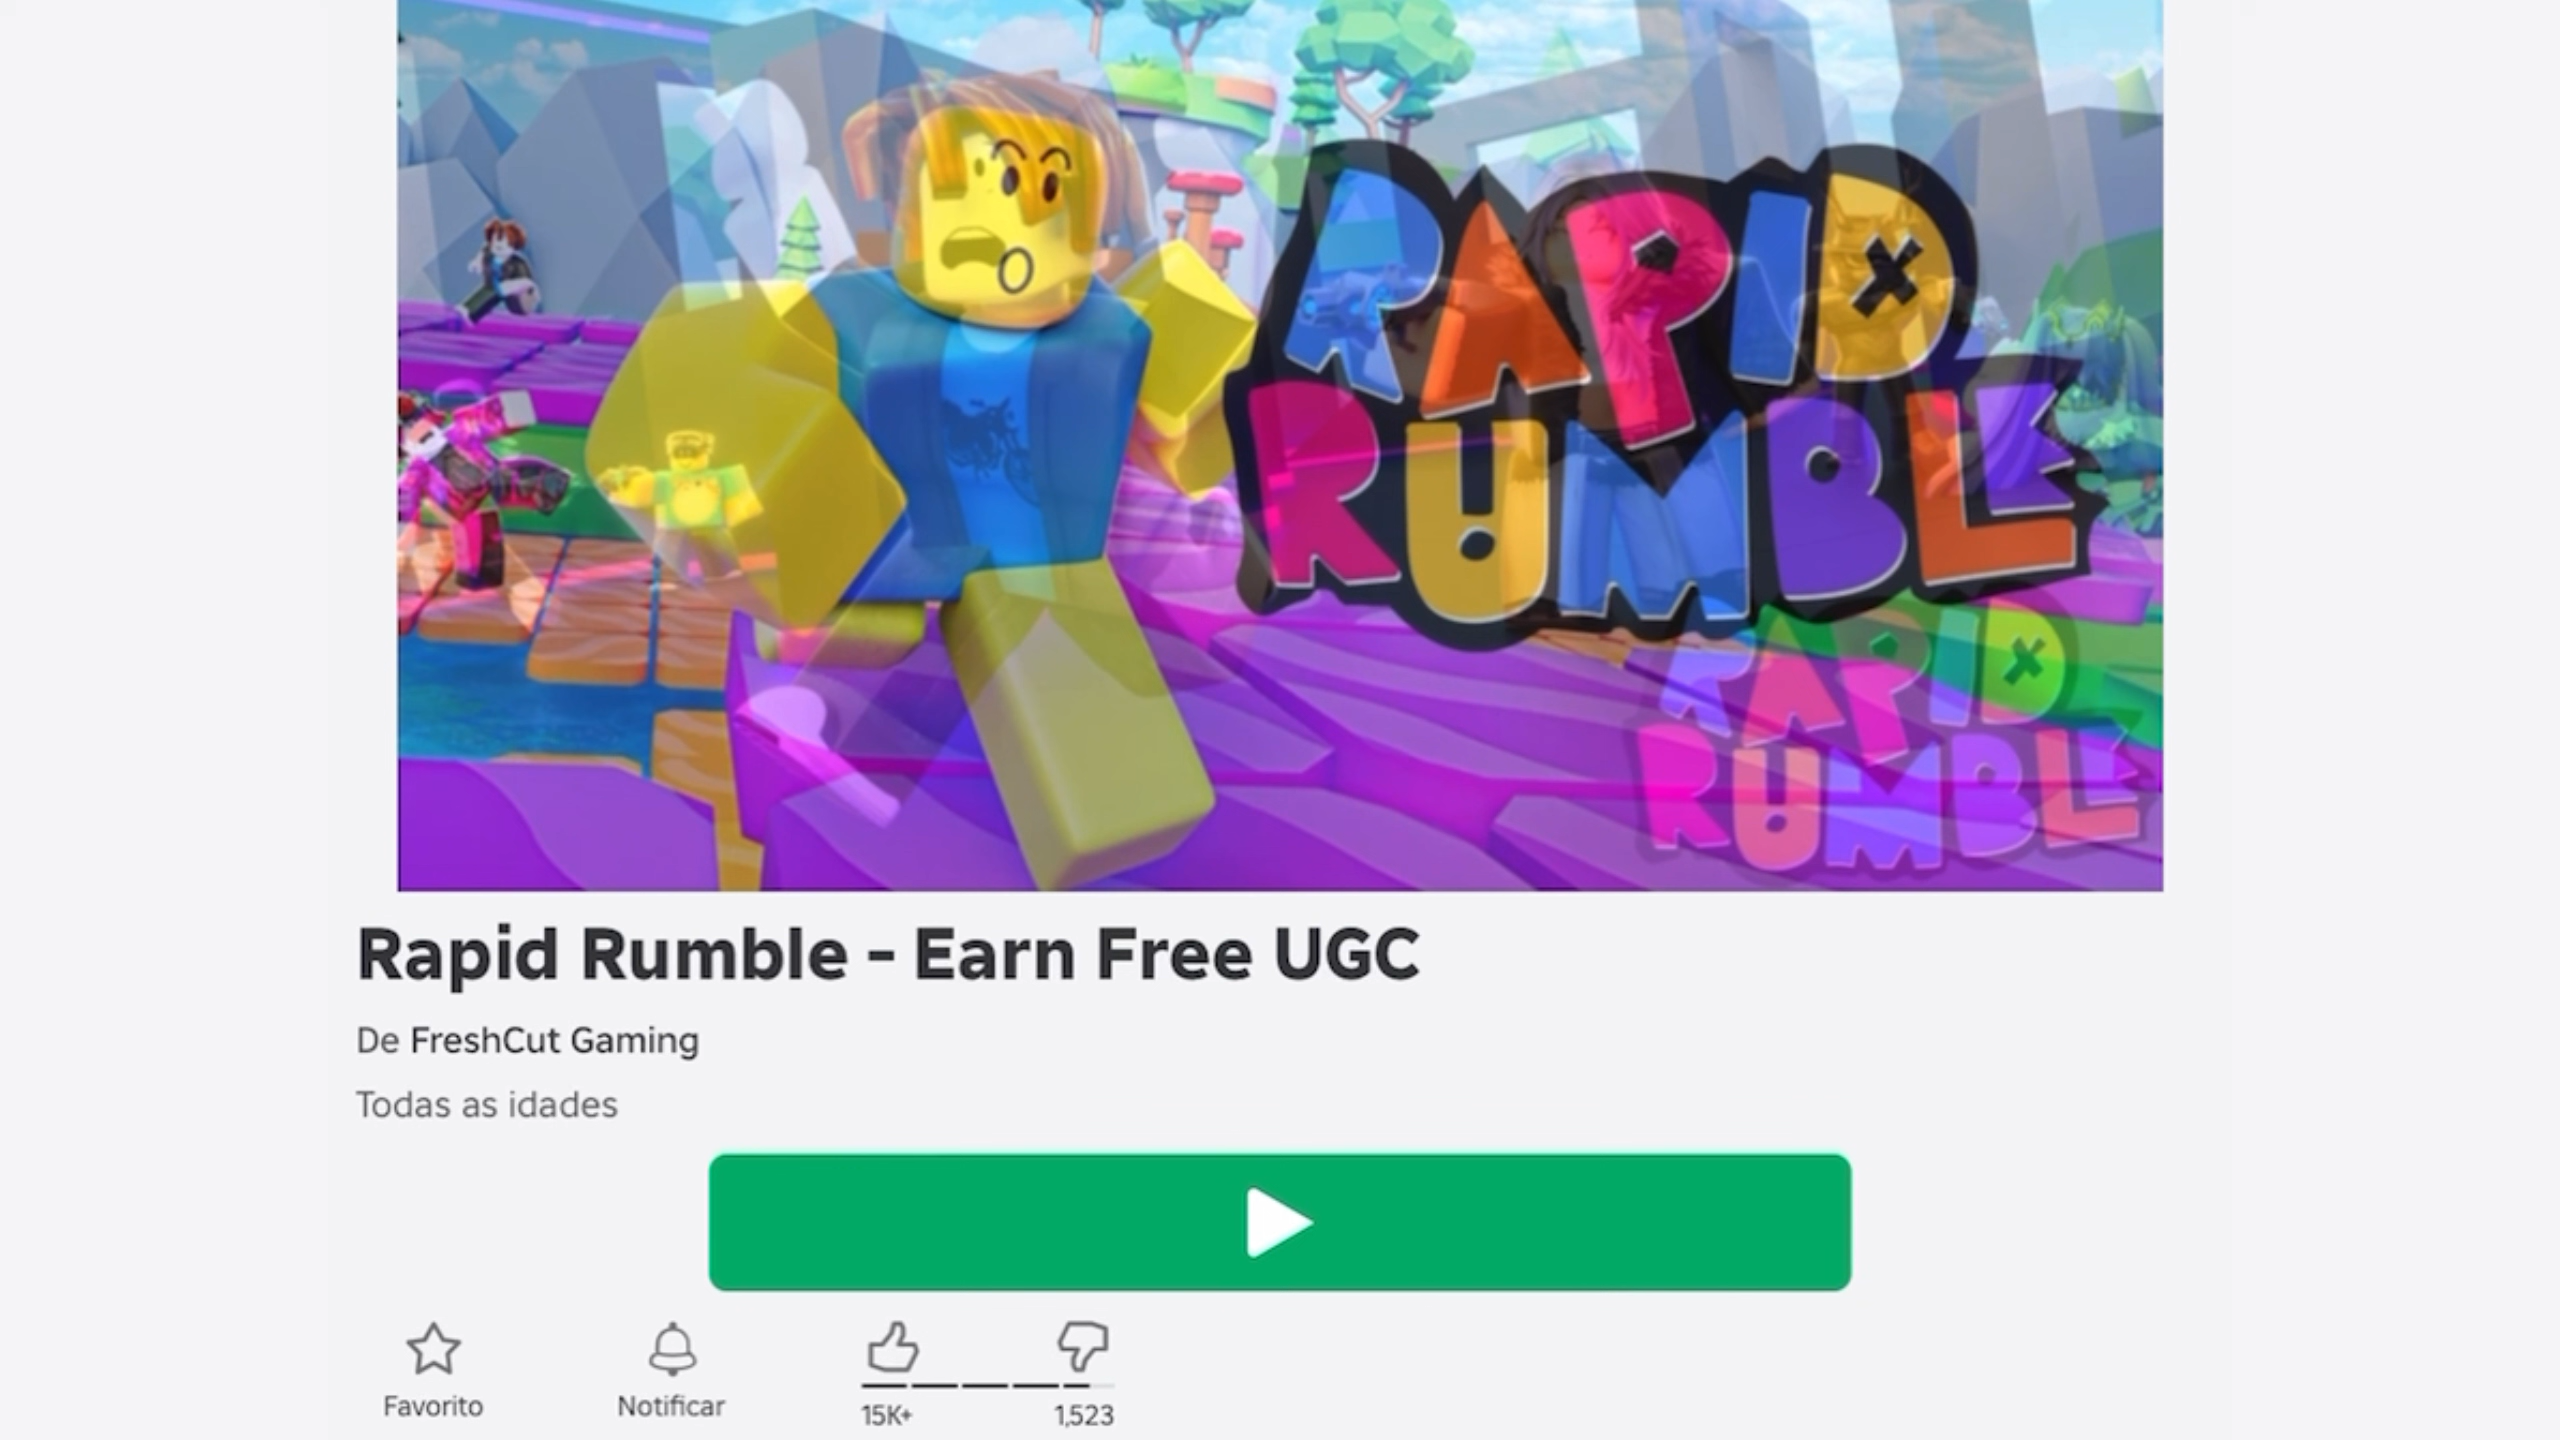 RAPID
RUMBLE
RAPID
RUMBLE
Rapid Rumble - Earn Free UGC
De FreshCut Gaming
Todas as idades
Favorito
Notificar
15K+
1,523